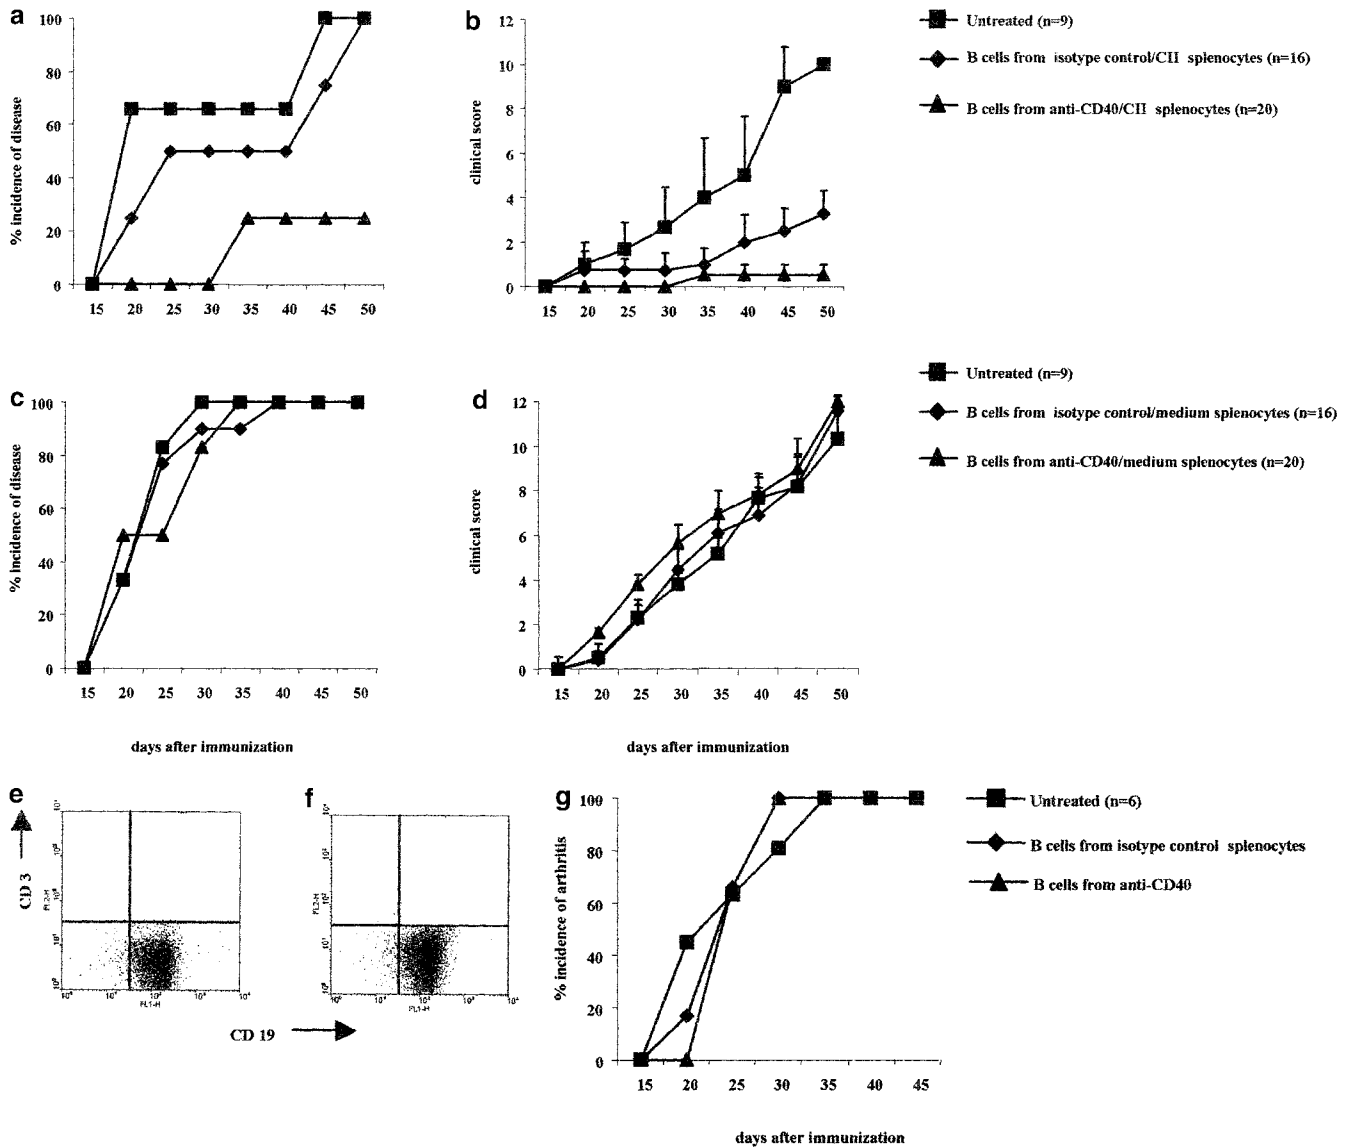 a
% incidence of disease
100
80
60
40
20
0
15 20 25 30 35 40 45 50
b
clinical score
12
10
8
6
4
2
0
15 20 25 30 35 40 45 50
Untreated (n=9)
B cells from isotype control/CII splenocytes (n=16)
B cells from anti-CD40/CII splenocytes (n=20)
c
% incidence of disease
100
80
60
40
20
0
15 20 25 30 35 40 45 50
days after immunization
d
clinical score
12
10
8
6
4
2
0
15 20 25 30 35 40 45 50
days after immunization
Untreated (n=9)
B cells from isotype control/medium splenocytes (n=16)
B cells from anti-CD40/medium splenocytes (n=20)
e
CD 3
FL2-H
FL1-H
f
FL2-H
FL1-H
CD 19
g
% incidence of arthritis
100
80
60
40
20
0
15 20 25 30 35 40 45
days after immunization
Untreated (n=6)
B cells from isotype control splenocytes
B cells from anti-CD40